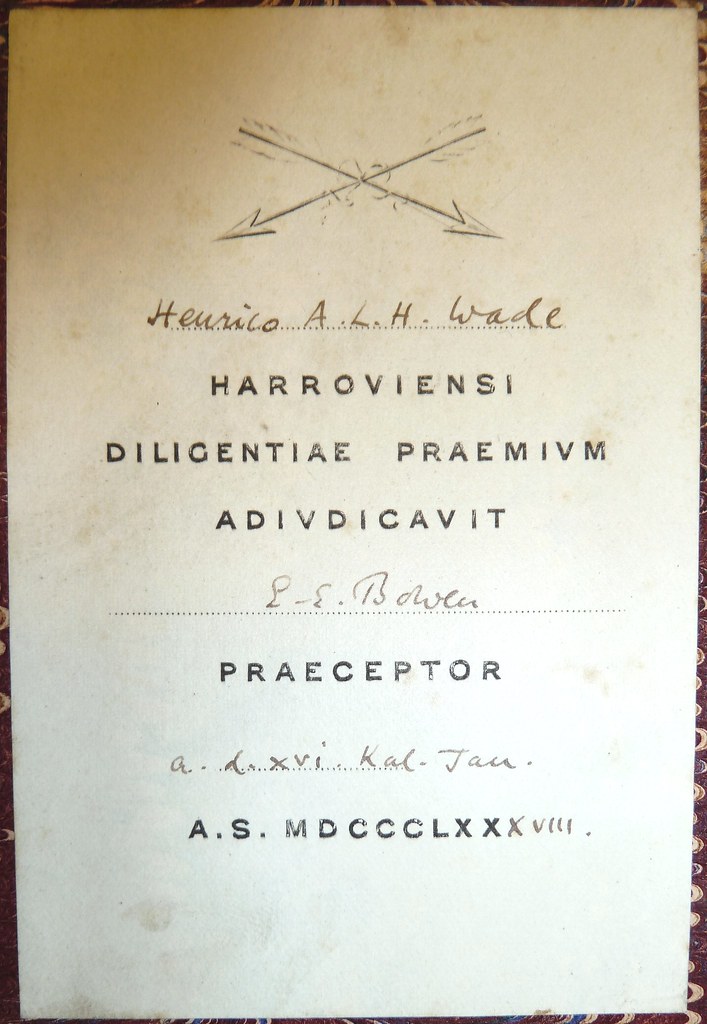 Henrico A. L. H. Wade
HARROVIENSI
DILIGENTIAE PRAEMIVM
ADIVDICAVIT
E. E. Bowen
PRAECEPTOR
a. d. xvi. Kal. Jan.
A.S. MDCCCLXXXVIII.